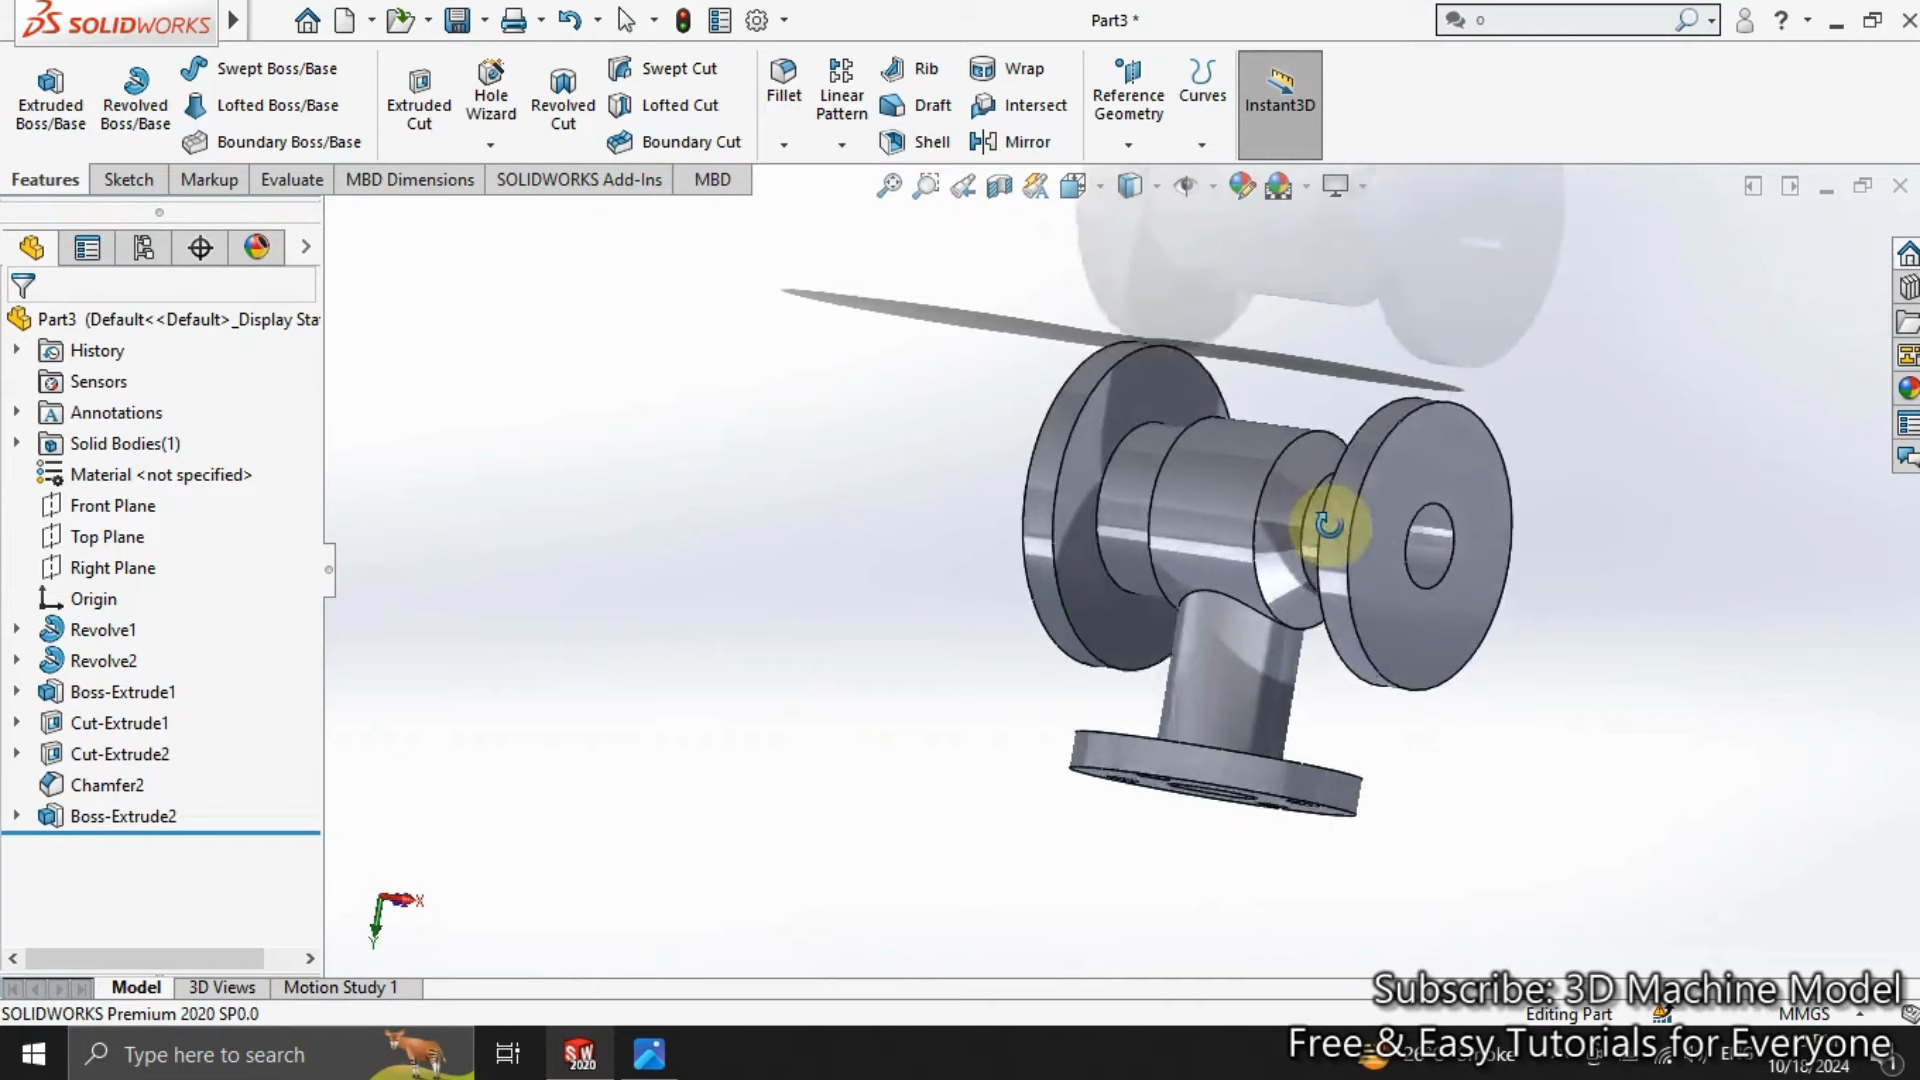 SOLIDWORKS
Part3 *
o
Extruded Boss/Base
Revolved Boss/Base
Swept Boss/Base
Lofted Boss/Base
Boundary Boss/Base
Extruded Cut
Hole Wizard
Revolved Cut
Swept Cut
Lofted Cut
Boundary Cut
Fillet
Linear Pattern
Rib
Draft
Shell
Wrap
Intersect
Mirror
Reference Geometry
Curves
Instant3D
Features
Sketch
Markup
Evaluate
MBD Dimensions
SOLIDWORKS Add-Ins
MBD
Part3 (Default<<Default>_Display Sta
History
Sensors
Annotations
Solid Bodies(1)
Material <not specified>
Front Plane
Top Plane
Right Plane
Origin
Revolve1
Revolve2
Boss-Extrude1
Cut-Extrude1
Cut-Extrude2
Chamfer2
Boss-Extrude2
X
Y
Model
3D Views
Motion Study 1
Subscribe: 3D Machine Model
SOLIDWORKS Premium 2020 SP0.0
Editing Part
MMGS
Free & Easy Tutorials for Everyone
Type here to search
SW 2020
10/18/2024